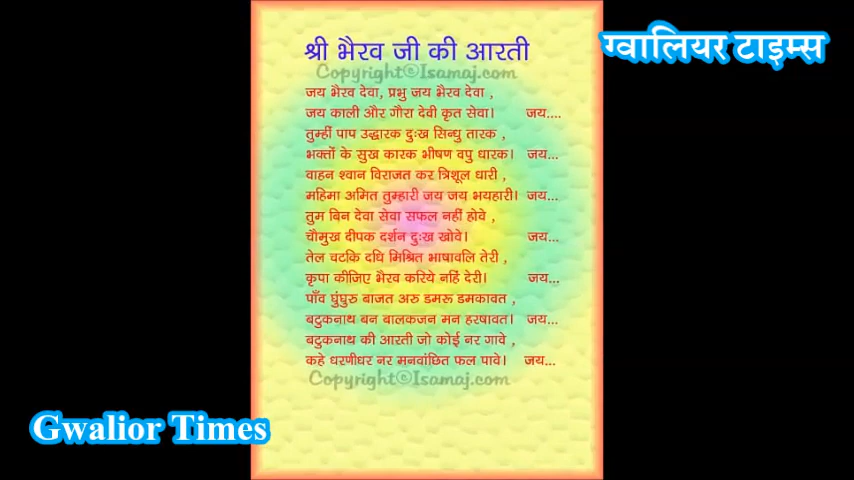 श्री भैरव जी की आरती
ग्वालियर टाइम्स
Copyright©Isamaj.com
जय भैरव देवा, प्रभु जय भैरव देवा ,
जय काली और गौरा देवी कृत सेवा। जय....
तुम्हीं पाप उद्धारक दुःख सिन्धु तारक ,
भक्तों के सुख कारक भीषण वपु धारक। जय...
वाहन श्वान विराजत कर त्रिशूल धारी ,
महिमा अमित तुम्हारी जय जय भयहारी। जय...
तुम बिन देवा सेवा सफल नहीं होवे ,
चौमुख दीपक दर्शन दुःख खोवे। जय...
तेल चटकि दधि मिश्रित भाषावलि तेरी ,
कृपा कीजिए भैरव करिये नहिं देरी। जय...
पाँव घुंघुरु बाजत अरु डमरू डमकावत ,
बटुकनाथ बन बालकजन मन हरषावत। जय...
बटुकनाथ की आरती जो कोई नर गावे ,
कहे धरणीधर नर मनवांछित फल पावे। जय...
Copyright©Isamaj.com
Gwalior Times